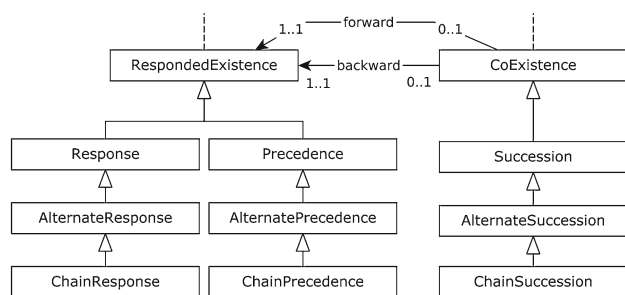 forward
1..1
0..1
RespondedExistence
backward
CoExistence
1..1
0..1
Response
Precedence
Succession
AlternateResponse
AlternatePrecedence
AlternateSuccession
ChainResponse
ChainPrecedence
ChainSuccession